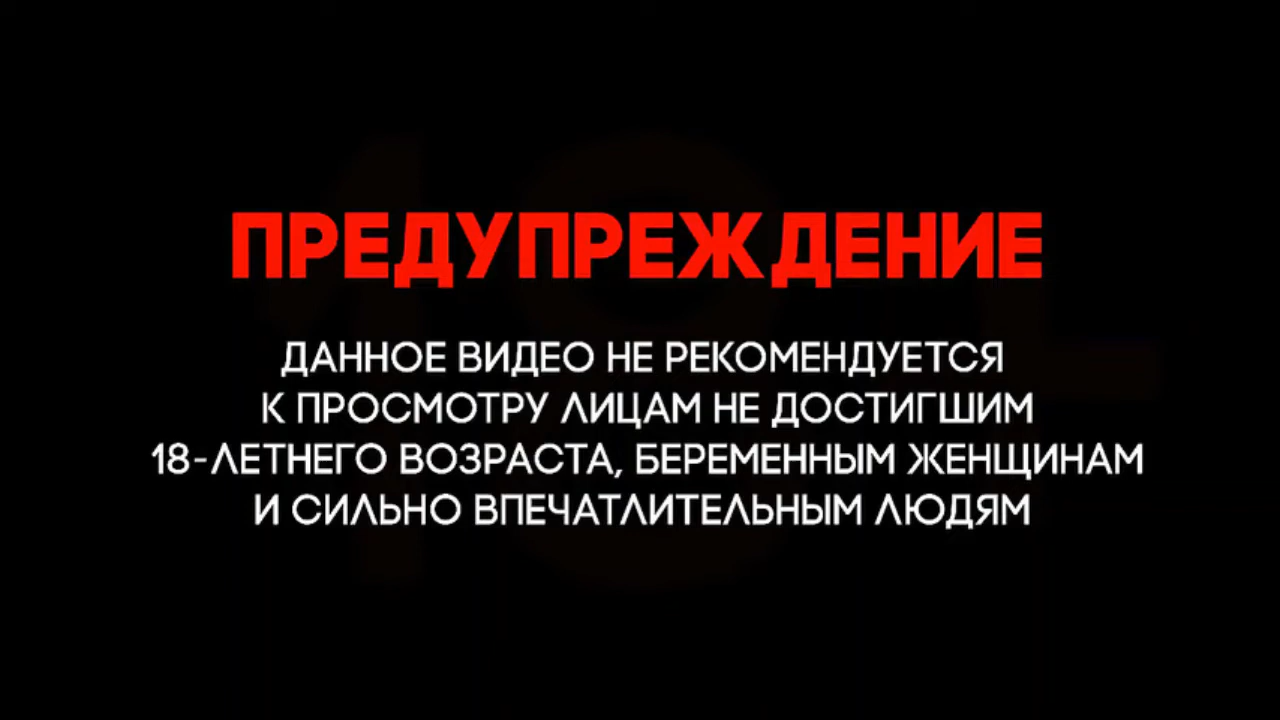 ПРЕДУПРЕЖДЕНИЕ
ДАННОЕ ВИДЕО НЕ РЕКОМЕНДУЕТСЯ
К ПРОСМОТРУ ЛИЦАМ НЕ ДОСТИГШИМ
18-ЛЕТНЕГО ВОЗРАСТА, БЕРЕМЕННЫМ ЖЕНЩИНАМ
И СИЛЬНО ВПЕЧАТЛИТЕЛЬНЫМ ЛЮДЯМ